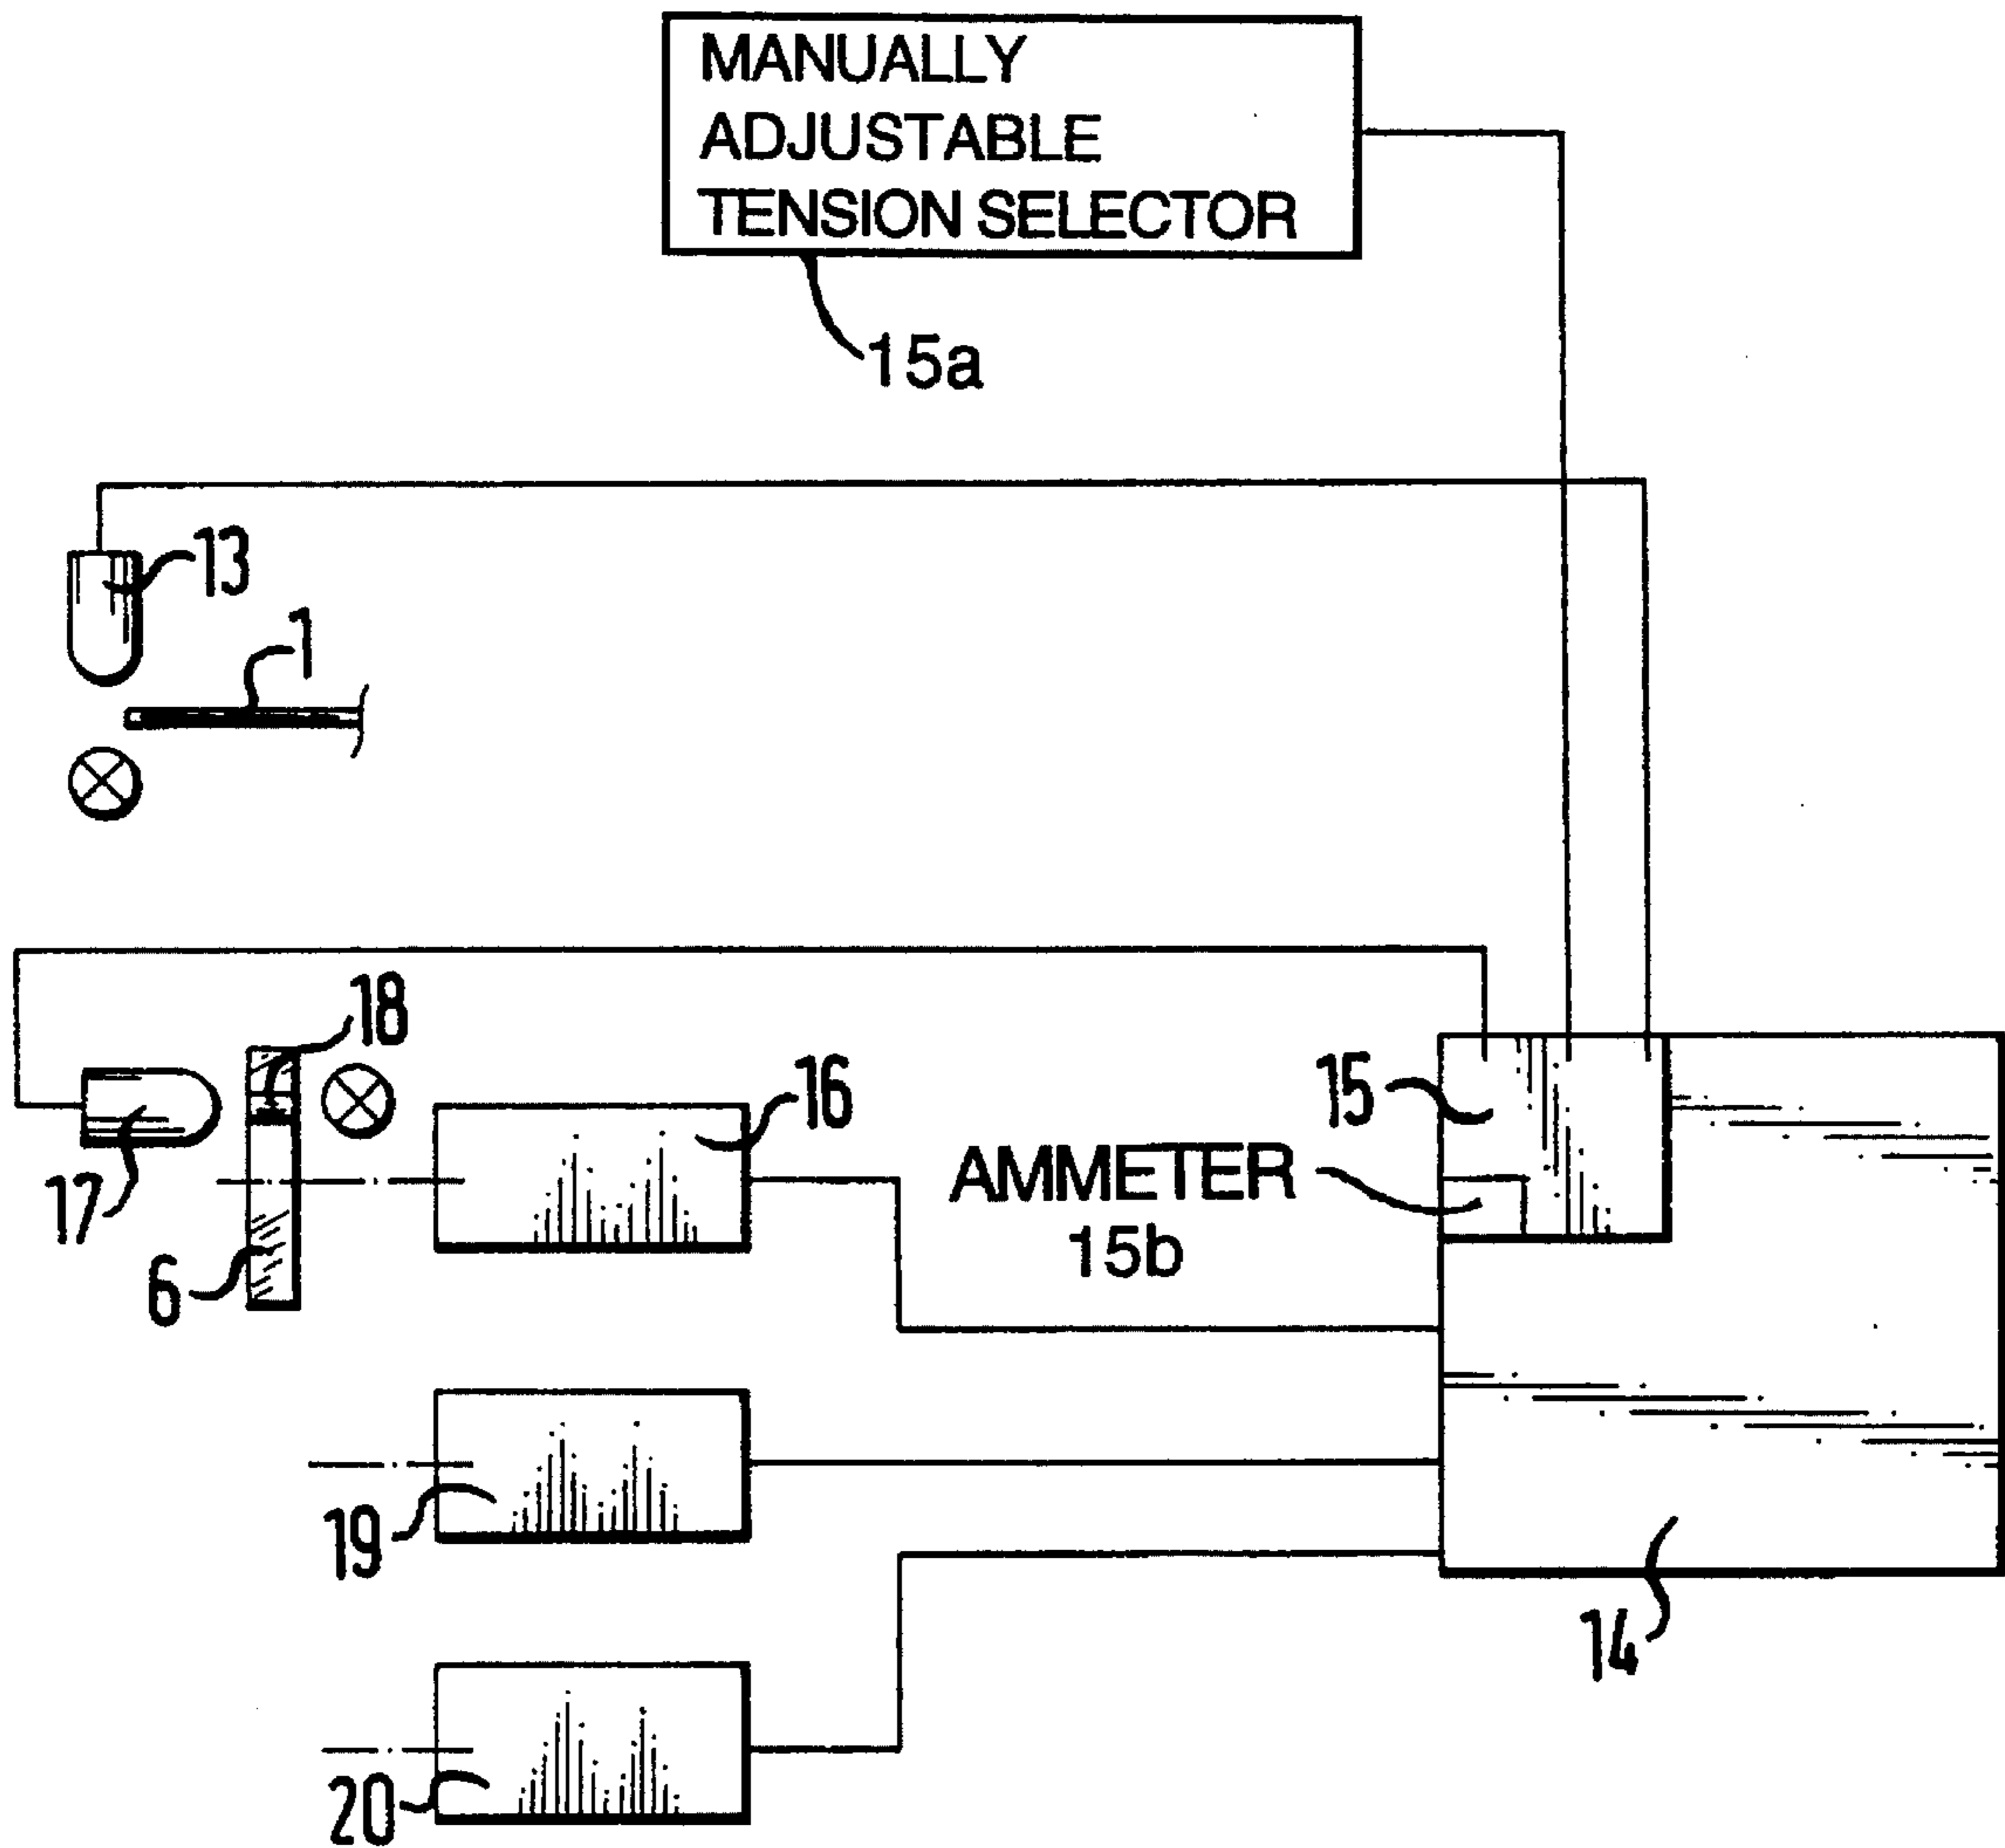 MANUALLY
ADJUSTABLE
TENSION SELECTOR
15a
13
1
18
16
15
17
AMMETER
15b
6
19
14
20